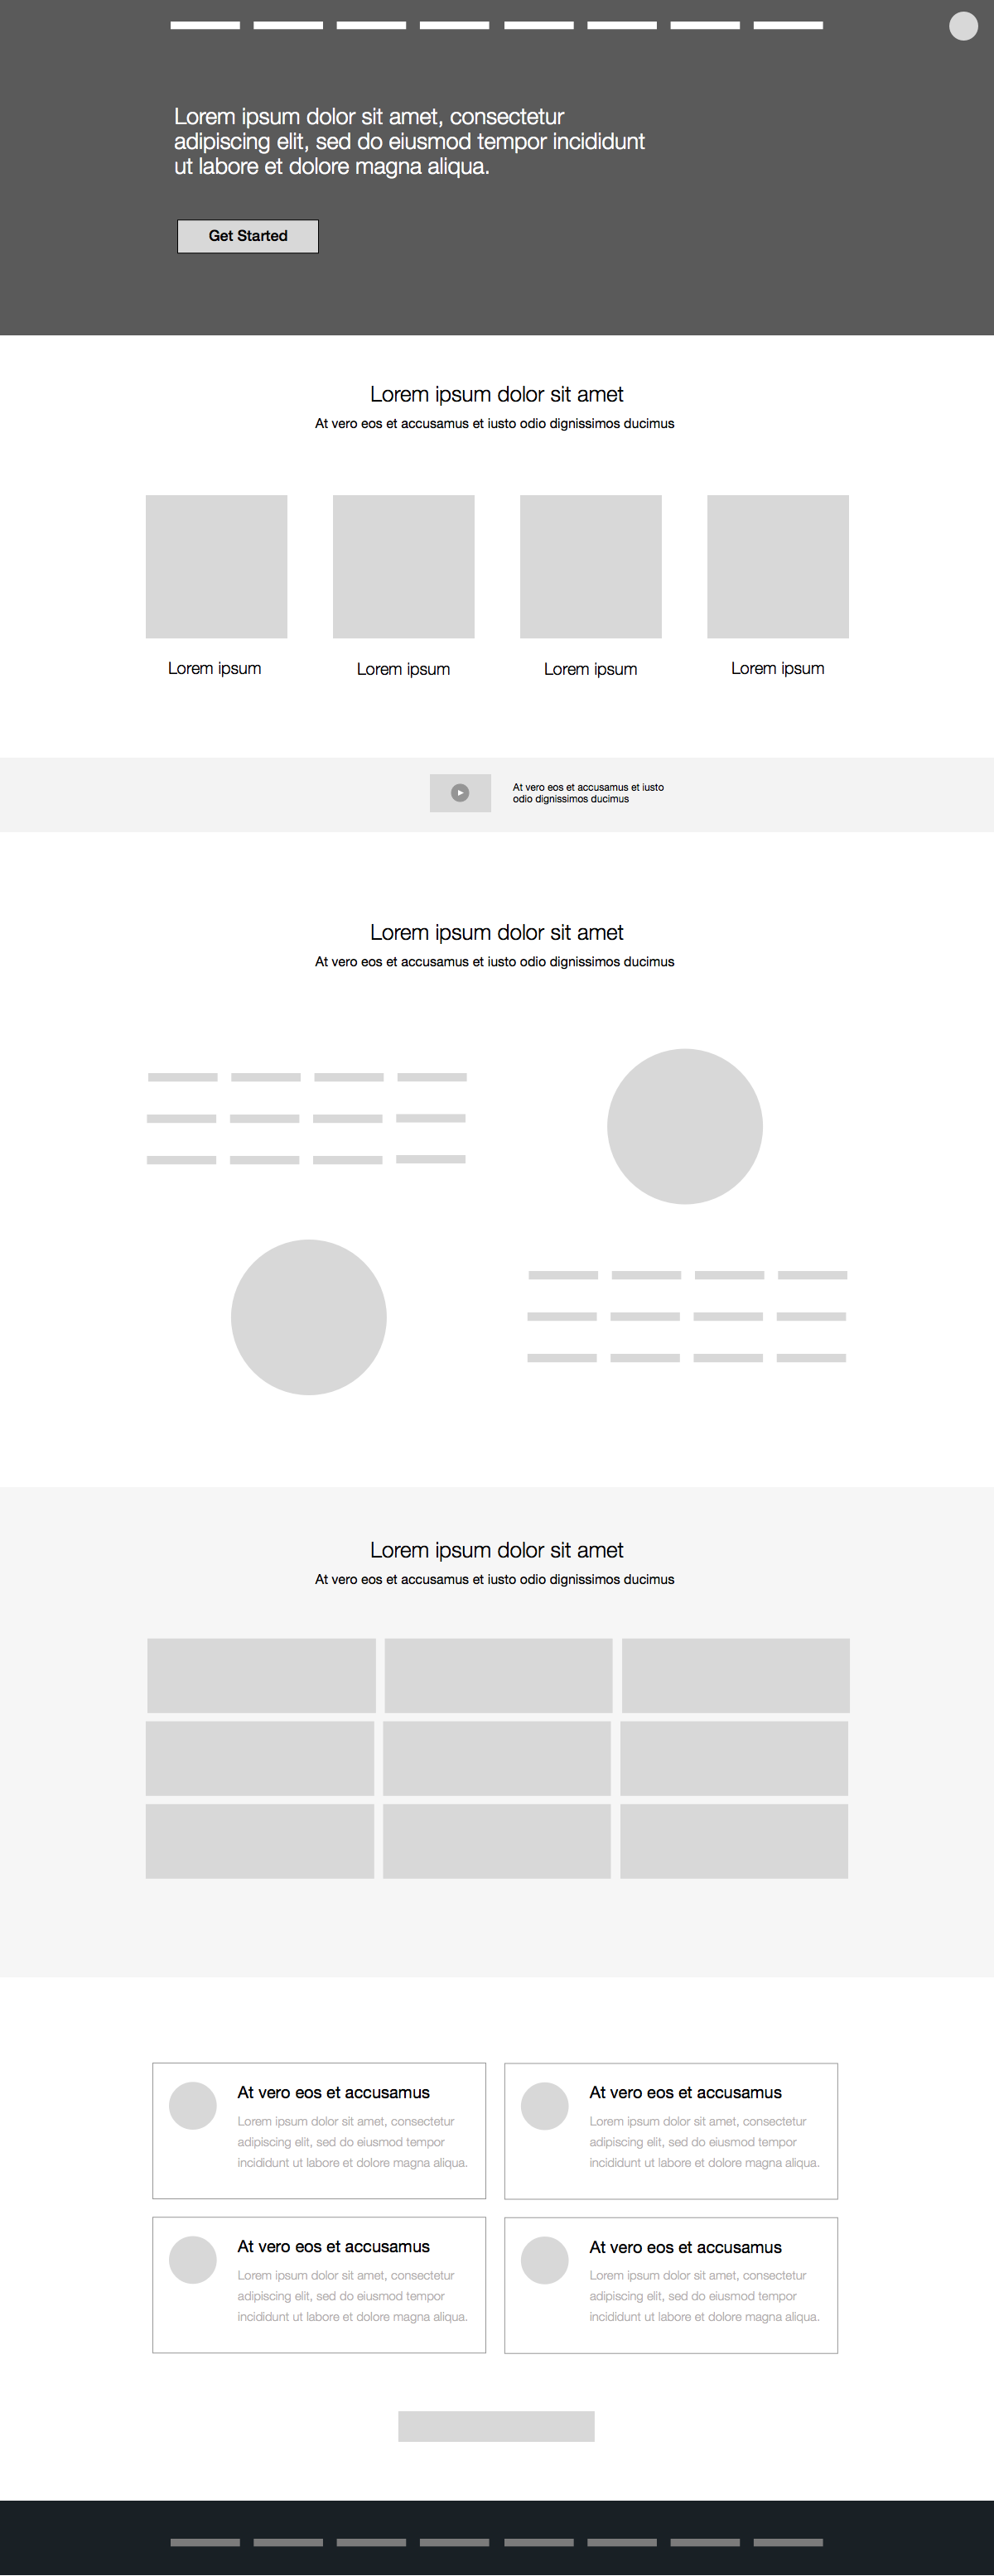 Lorem ipsum dolor sit amet, consectetur
adipiscing elit, sed do eiusmod tempor incididunt
ut labore et dolore magna aliqua.
Get Started
Lorem ipsum dolor sit amet
At vero eos et accusamus et iusto odio dignissimos ducimus
Lorem ipsum
Lorem ipsum
Lorem ipsum
Lorem ipsum
At vero eos et accusamus et iusto
odio dignissimos ducimus
Lorem ipsum dolor sit amet
At vero eos et accusamus et iusto odio dignissimos ducimus
Lorem ipsum dolor sit amet
At vero eos et accusamus et iusto odio dignissimos ducimus
At vero eos et accusamus
Lorem ipsum dolor sit amet, consectetur
adipiscing elit, sed do eiusmod tempor
incididunt ut labore et dolore magna aliqua.
At vero eos et accusamus
Lorem ipsum dolor sit amet, consectetur
adipiscing elit, sed do eiusmod tempor
incididunt ut labore et dolore magna aliqua.
At vero eos et accusamus
Lorem ipsum dolor sit amet, consectetur
adipiscing elit, sed do eiusmod tempor
incididunt ut labore et dolore magna aliqua.
At vero eos et accusamus
Lorem ipsum dolor sit amet, consectetur
adipiscing elit, sed do eiusmod tempor
incididunt ut labore et dolore magna aliqua.